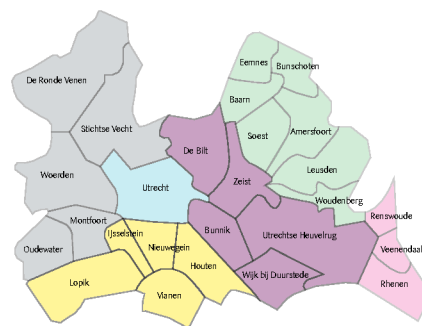 Eemnes
Bunschoten
De Ronde Venen
Baarn
Stichtse Vecht
Soest
Amersfoort
De Bilt
Leusden
Woerden
Zeist
Utrecht
Woudenberg
Renswoude
Montfoort
IJsselstein
Bunnik
Utrechtse Heuvelrug
Oudewater
Nieuwegein
Veenendaal
Houten
Wijk bij Duurstede
Lopik
Rhenen
Vianen